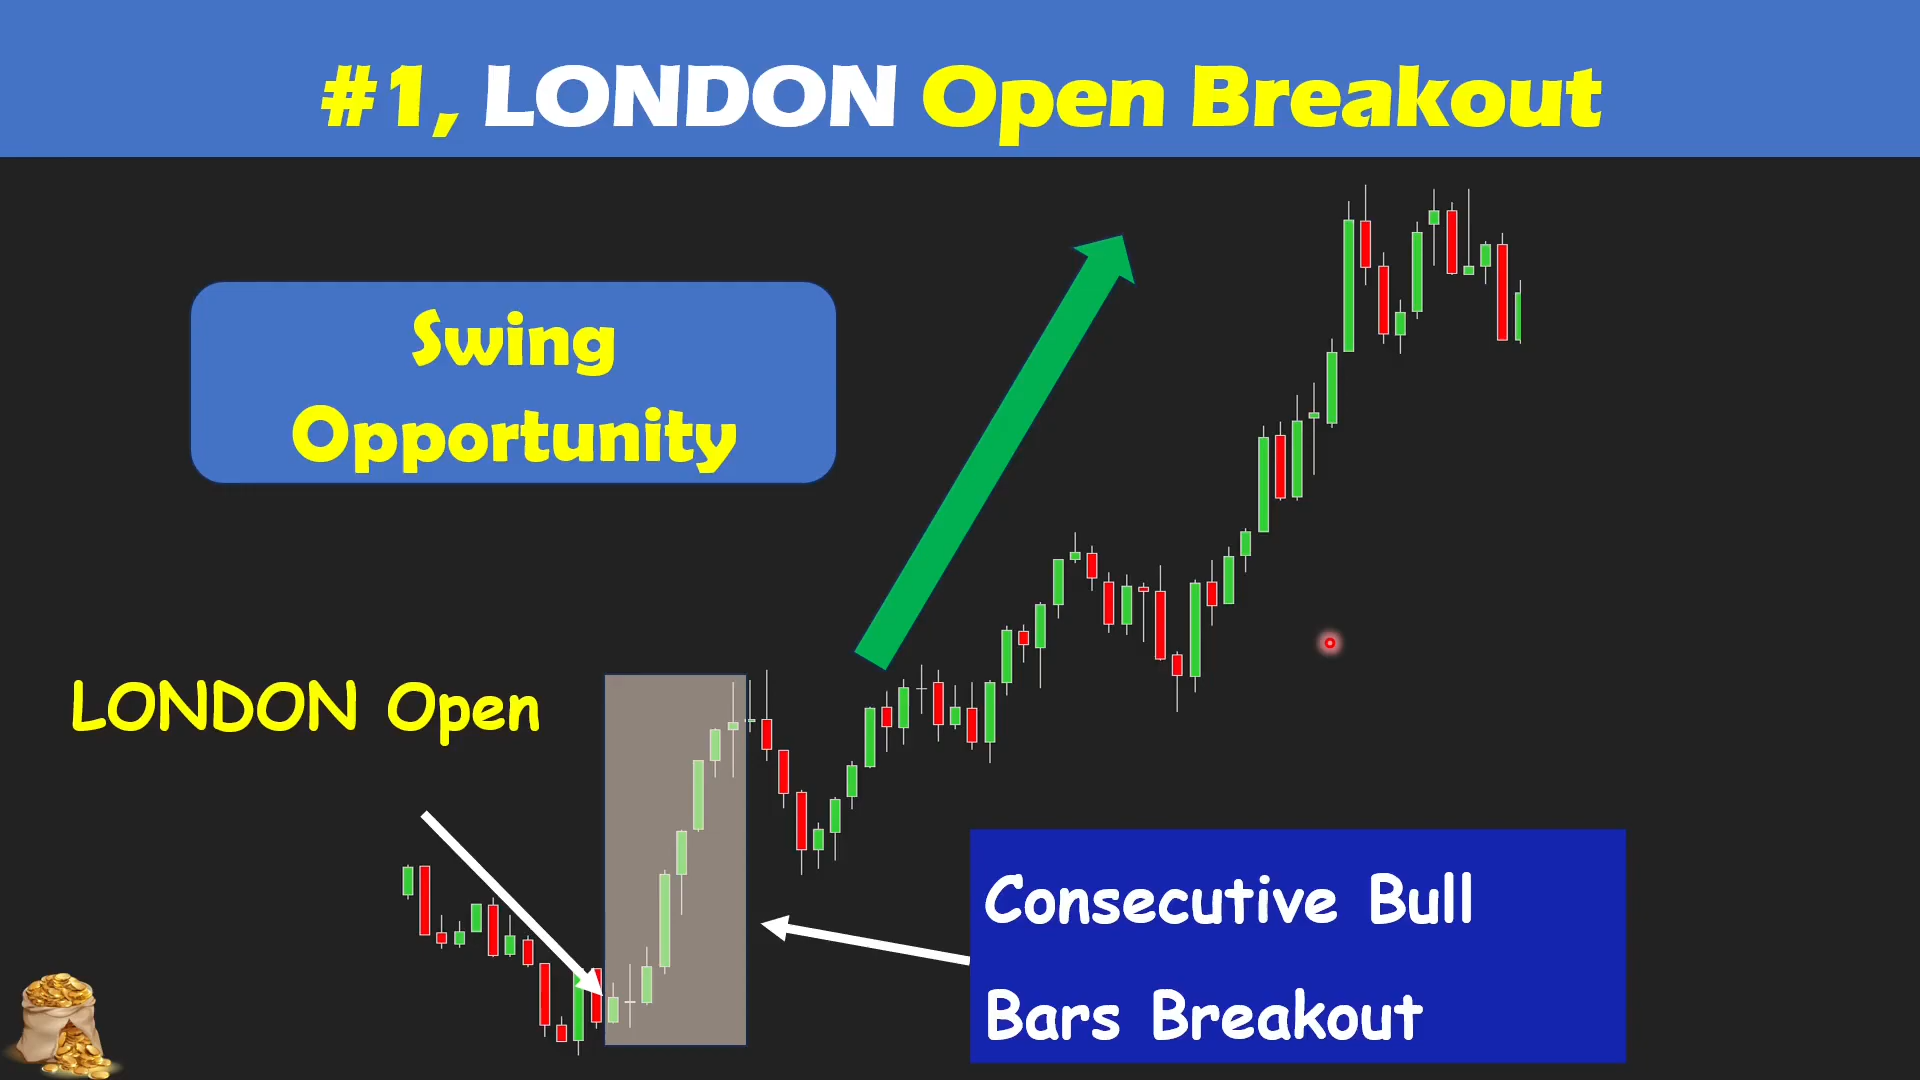 #1, LONDON Open Breakout
Swing
Opportunity
LONDON Open
Consecutive Bull
Bars Breakout